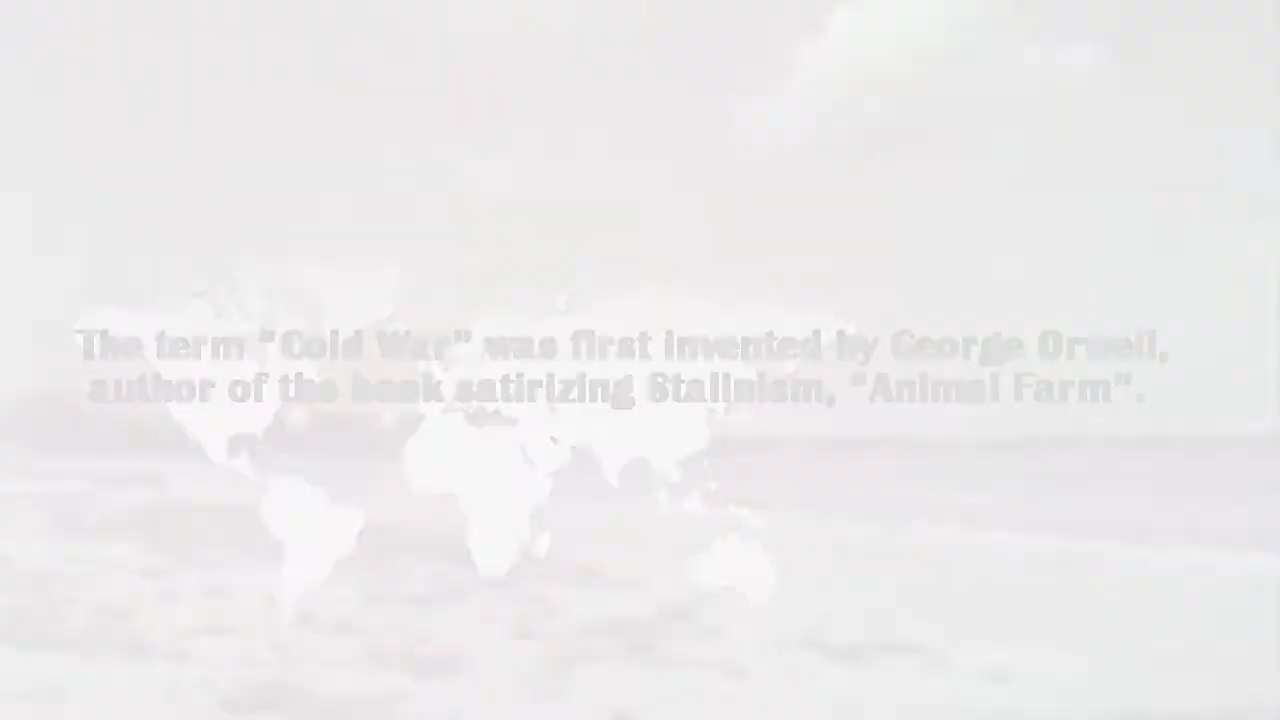 The term "Cold War" was first invented by George Orwell,
author of the book satirizing Stalinism, "Animal Farm".